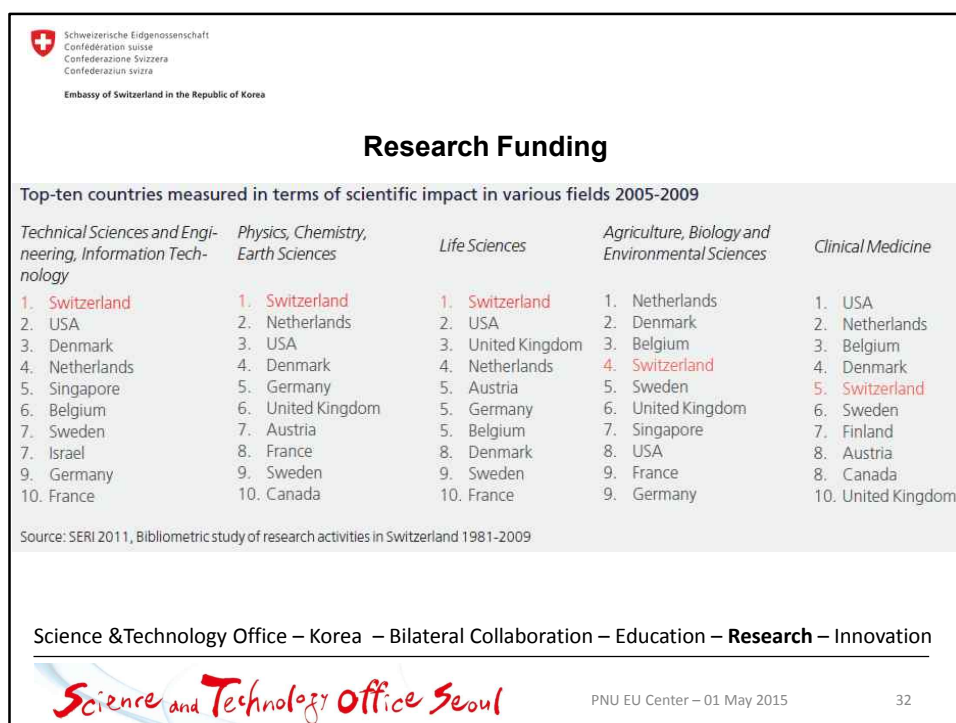 Schweizerische Eidgenossenschaft
Confédération suisse
Confederazione Svizzera
Confederaziun svizra
Embassy of Switzerland in the Republic of Korea
Research Funding
Top-ten countries measured in terms of scientific impact in various fields 2005-2009
Technical Sciences and Engi-
neering, Information Tech-
nology
1. Switzerland
2. USA
3. Denmark
4. Netherlands
5. Singapore
6. Belgium
7. Sweden
7. Israel
9. Germany
10. France
Physics, Chemistry,
Earth Sciences
1. Switzerland
2. Netherlands
3. USA
4. Denmark
5. Germany
6. United Kingdom
7. Austria
8. France
9. Sweden
10. Canada
Life Sciences
1. Switzerland
2. USA
3. United Kingdom
4. Netherlands
5. Austria
5. Germany
5. Belgium
8. Denmark
9. Sweden
10. France
Agriculture, Biology and
Environmental Sciences
1. Netherlands
2. Denmark
3. Belgium
4. Switzerland
5. Sweden
6. United Kingdom
7. Singapore
8. USA
9. France
9. Germany
Clinical Medicine
1. USA
2. Netherlands
3. Belgium
4. Denmark
5. Switzerland
6. Sweden
7. Finland
8. Austria
8. Canada
10. United Kingdom
Source: SERI 2011, Bibliometric study of research activities in Switzerland 1981-2009
Science &Technology Office – Korea – Bilateral Collaboration – Education – Research – Innovation
Science and Technology Office Seoul
PNU EU Center – 01 May 2015
32